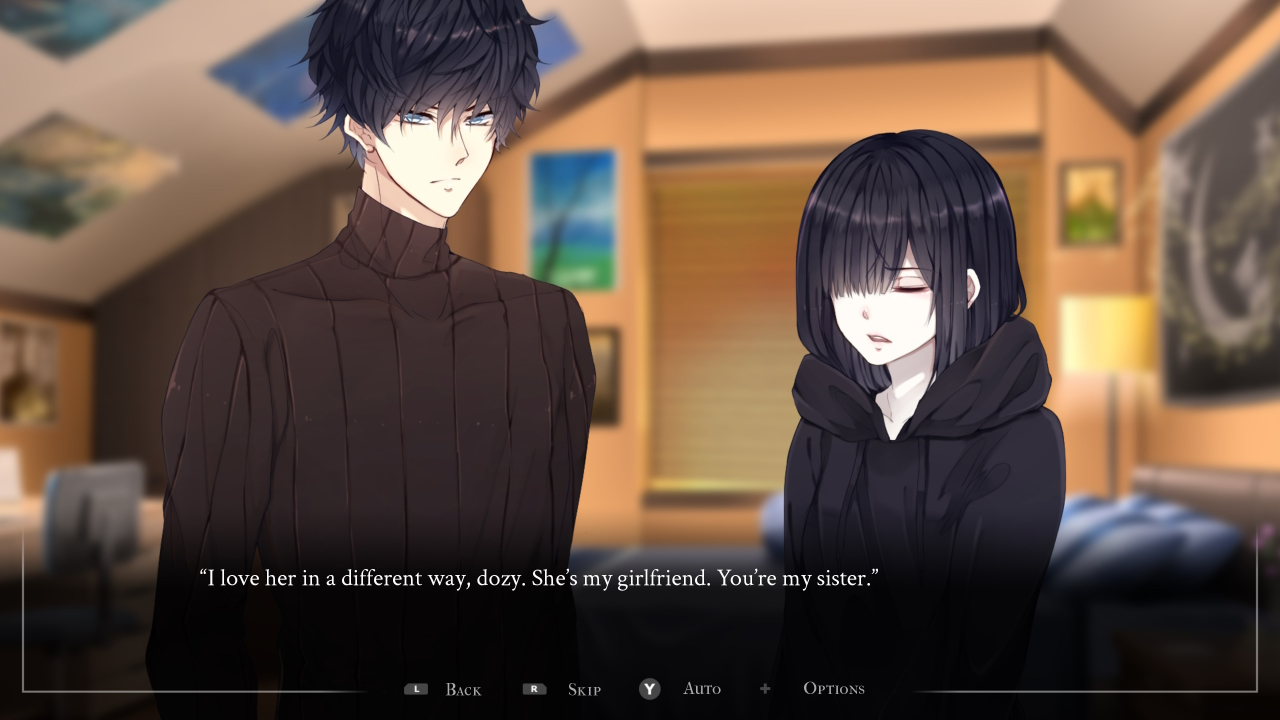 “I love her in a different way, dozy. She’s my girlfriend. You’re my sister.”
L Back R Skip Y Auto + Options